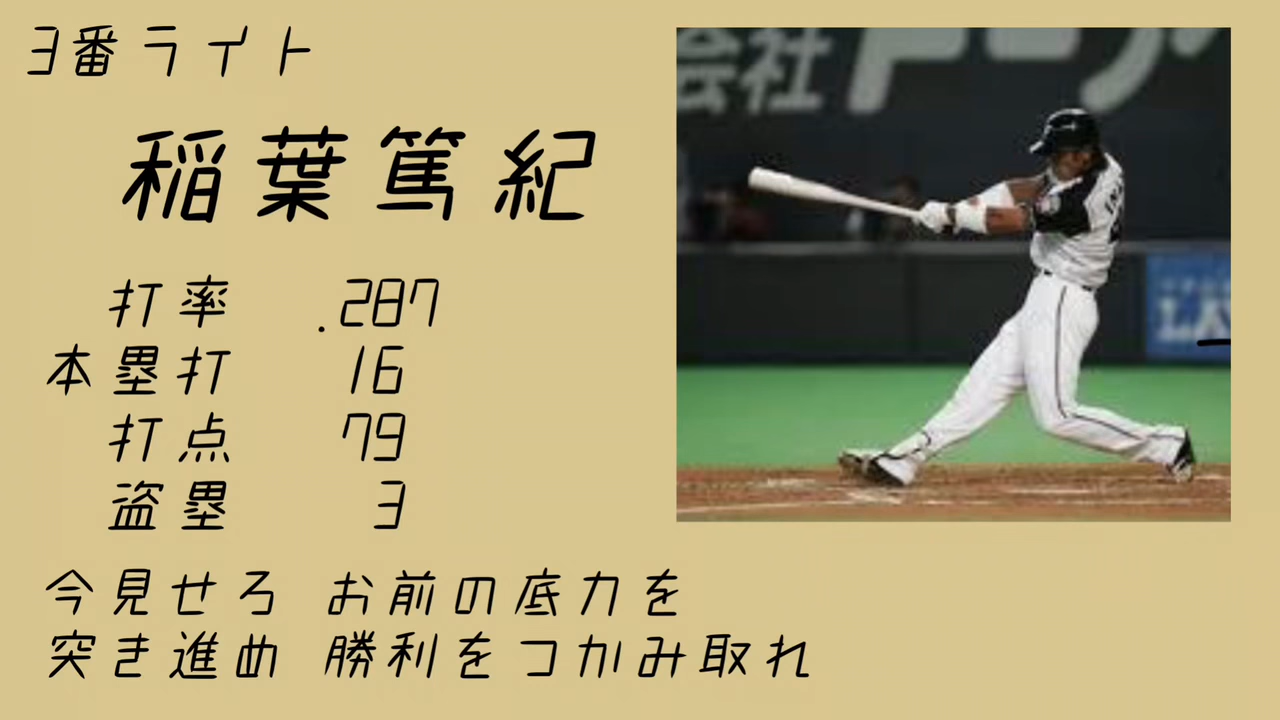 3番ライト
稲葉篤紀
打率 .287
本塁打 16
打点 79
盗塁 3
今見せろ お前の底力を
突き進め 勝利をつかみ取れ
会社